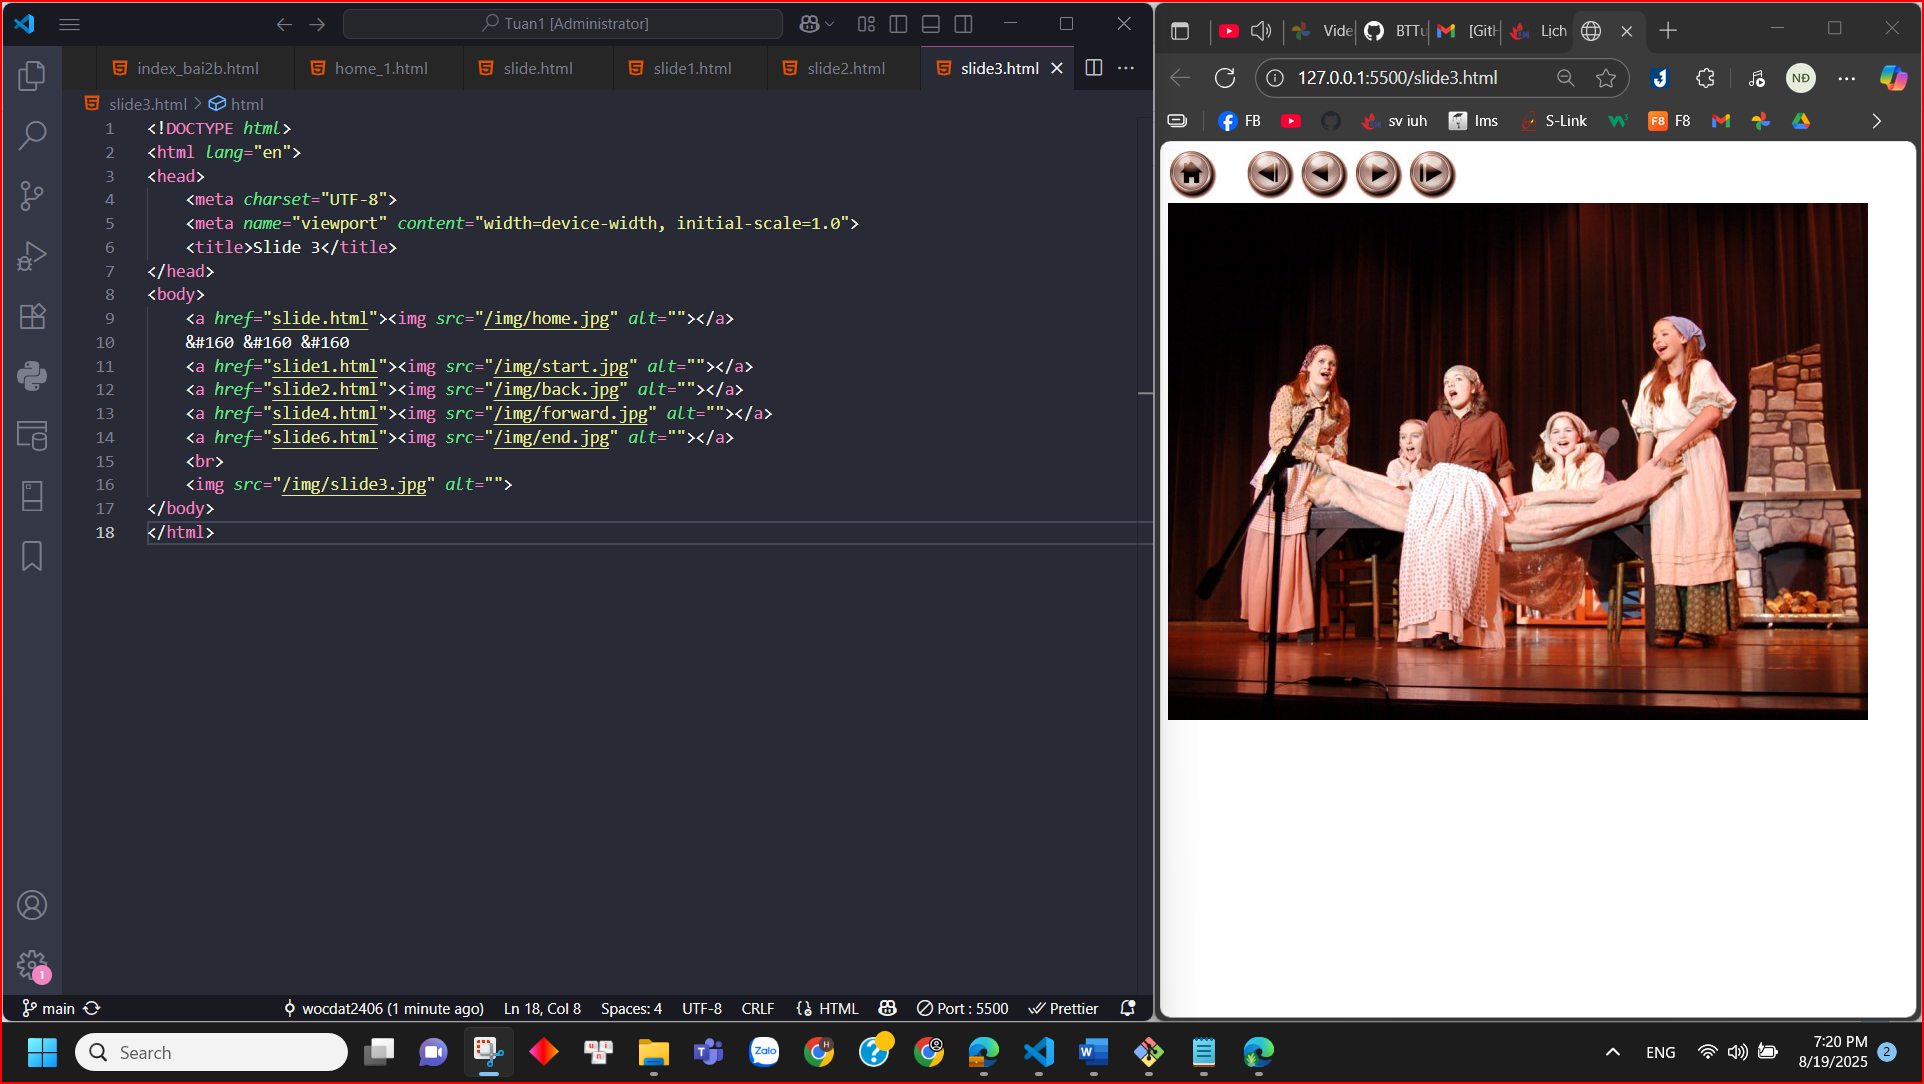 Tuan1 [Administrator]
index_bai2b.html
home_1.html
slide.html
slide1.html
slide2.html
slide3.html
slide3.html > html
1 <!DOCTYPE html>
2 <html lang="en">
3 <head>
4 <meta charset="UTF-8">
5 <meta name="viewport" content="width=device-width, initial-scale=1.0">
6 <title>Slide 3</title>
7 </head>
8 <body>
9 <a href="slide.html"><img src="/img/home.jpg" alt=""></a>
10 &#160 &#160 &#160
11 <a href="slide1.html"><img src="/img/start.jpg" alt=""></a>
12 <a href="slide2.html"><img src="/img/back.jpg" alt=""></a>
13 <a href="slide4.html"><img src="/img/forward.jpg" alt=""></a>
14 <a href="slide6.html"><img src="/img/end.jpg" alt=""></a>
15 <br>
16 <img src="/img/slide3.jpg" alt="">
17 </body>
18 </html>
1
main
wocdat2406 (1 minute ago)
Ln 18, Col 8
Spaces: 4
UTF-8
CRLF
HTML
Port : 5500
Prettier
Vide
BTTu
[GitH
Lịch
127.0.0.1:5500/slide3.html
NĐ
FB
sv iuh
lms
S-Link
F8 F8
Search
Zalo
H
ENG
7:20 PM
8/19/2025
2